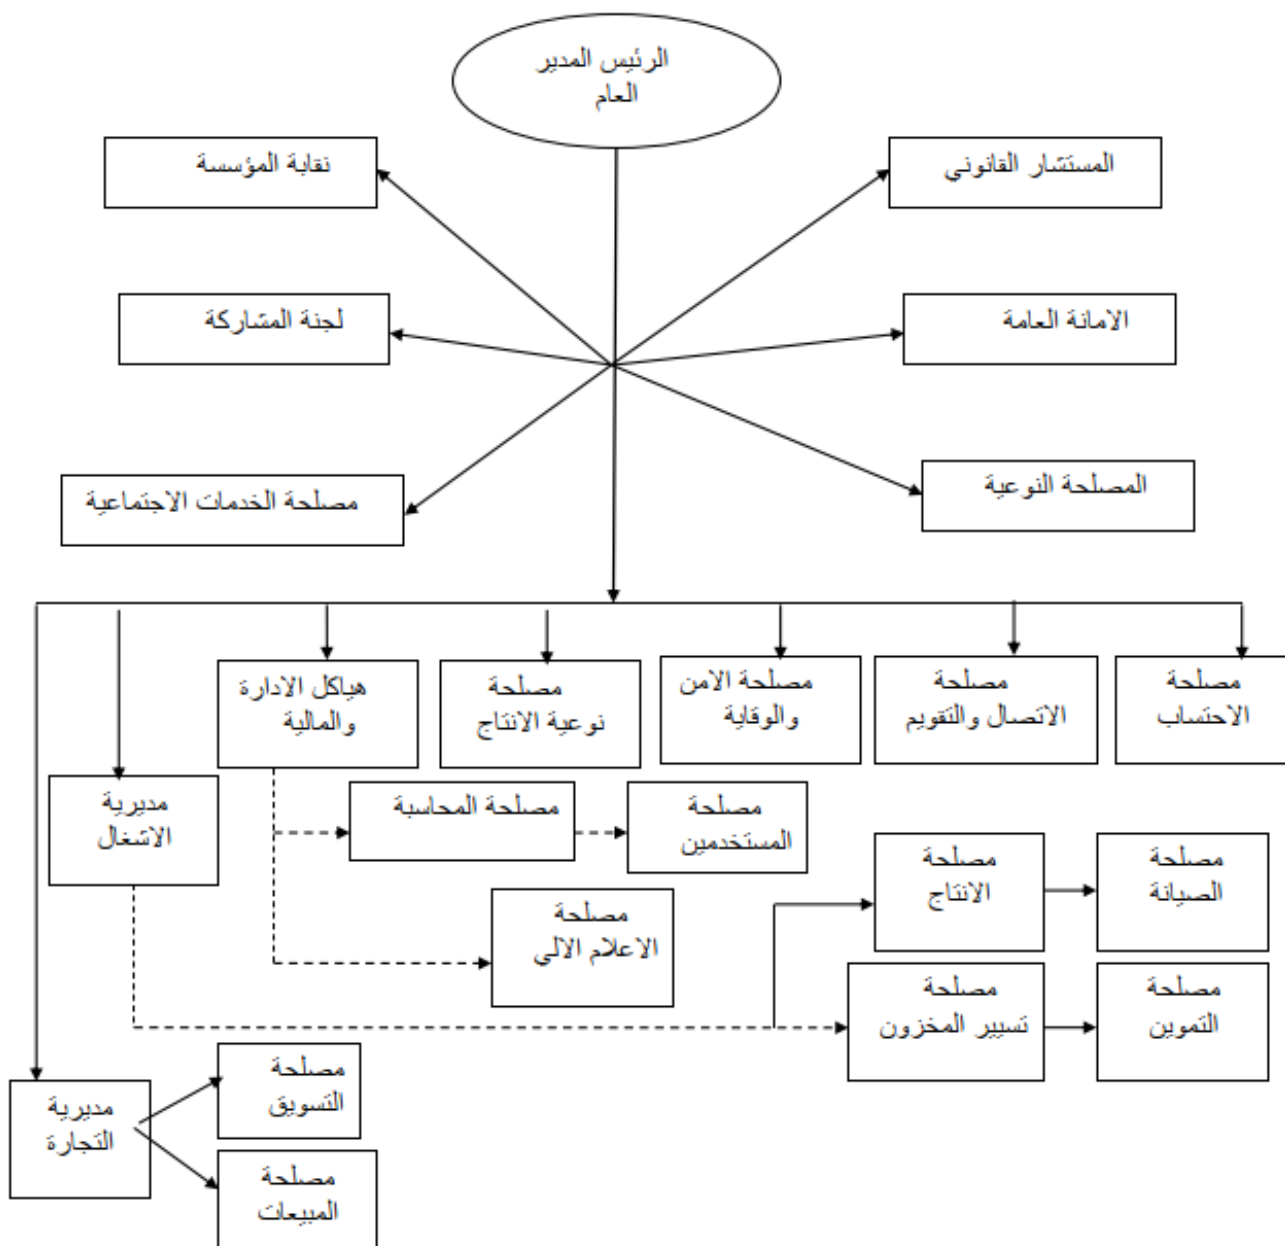 الرئيس المدير
العام
المستشار القانوني
نقابة المؤسسة
الامانة العامة
لجنة المشاركة
المصلحة النوعية
مصلحة الخدمات الاجتماعية
مصلحة
الاحتساب
مصلحة
الاتصال والتقويم
مصلحة الامن
والوقاية
مصلحة
نوعية الانتاج
هياكل الادارة
والمالية
مديرية
الاشغال
مصلحة المحاسبة
مصلحة
المستخدمين
مصلحة
الاعلام الالي
مصلحة
الانتاج
مصلحة
الصيانة
مصلحة
تسيير المخزون
مصلحة
التموين
مديرية
التجارة
مصلحة
التسويق
مصلحة
المبيعات